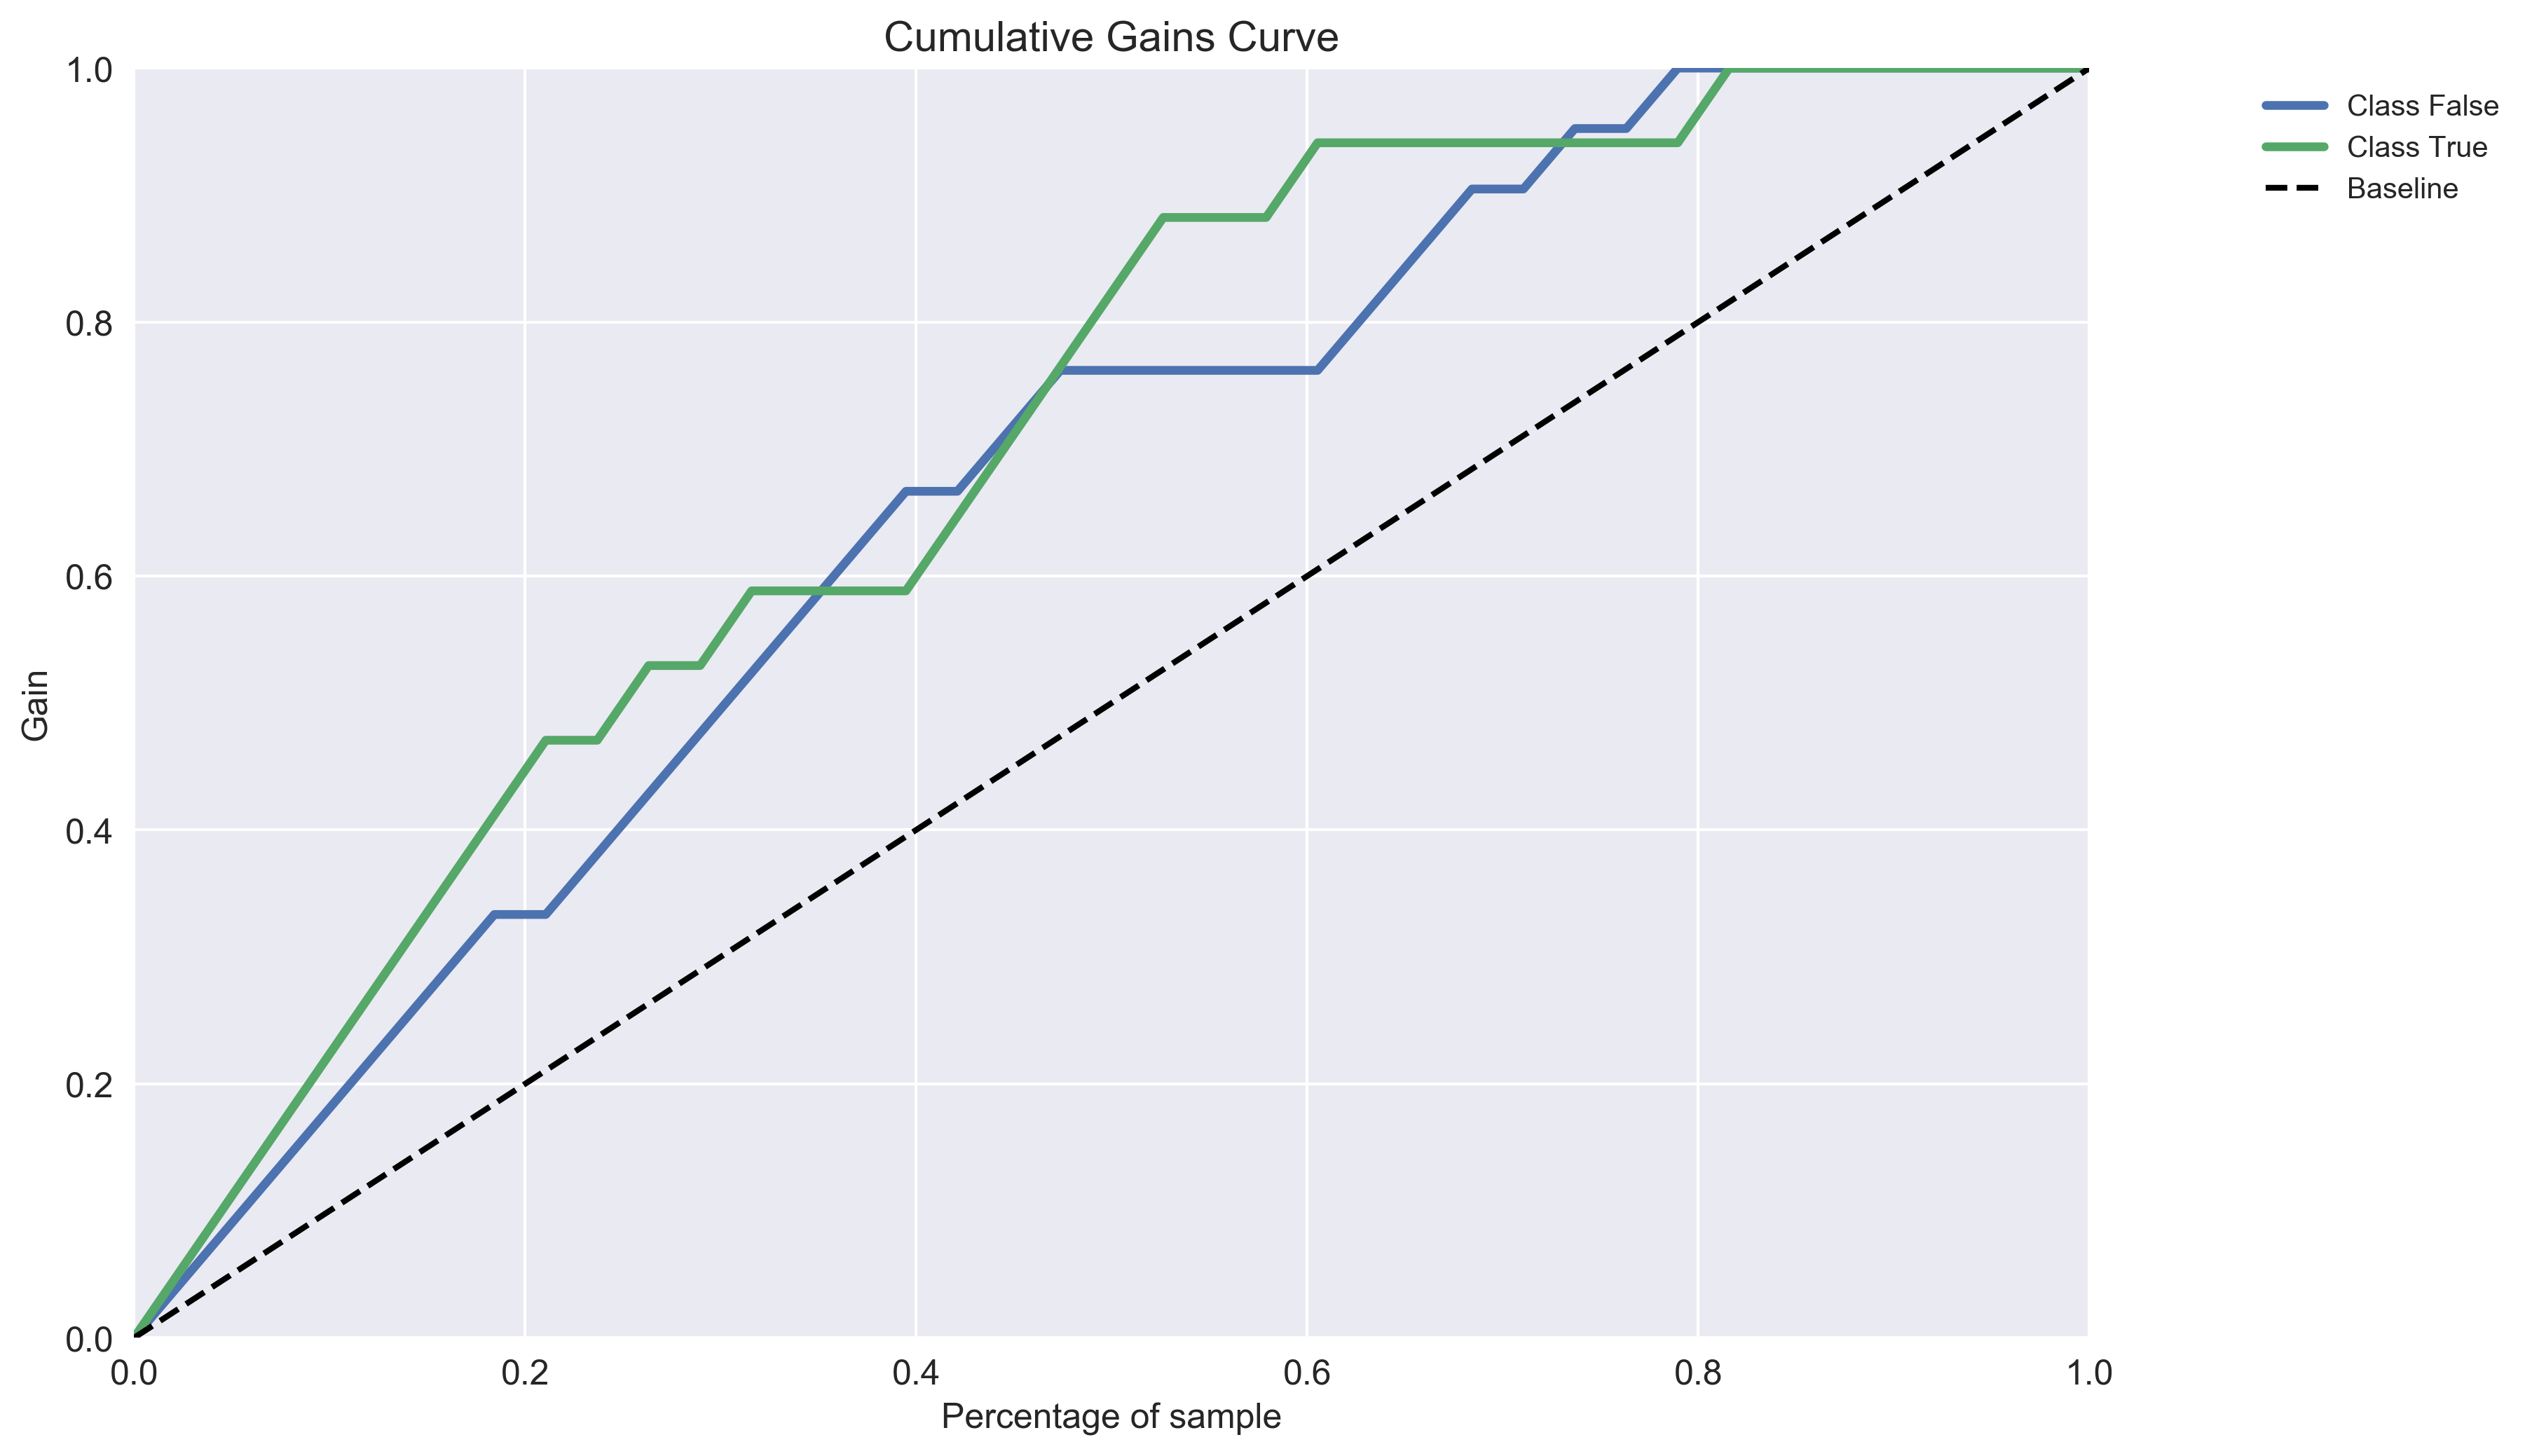 Cumulative Gains Curve
1.0
0.8
0.6
0.4
0.2
0.0
Gain
0.0 0.2 0.4 0.6 0.8 1.0
Percentage of sample
Class False
Class True
Baseline